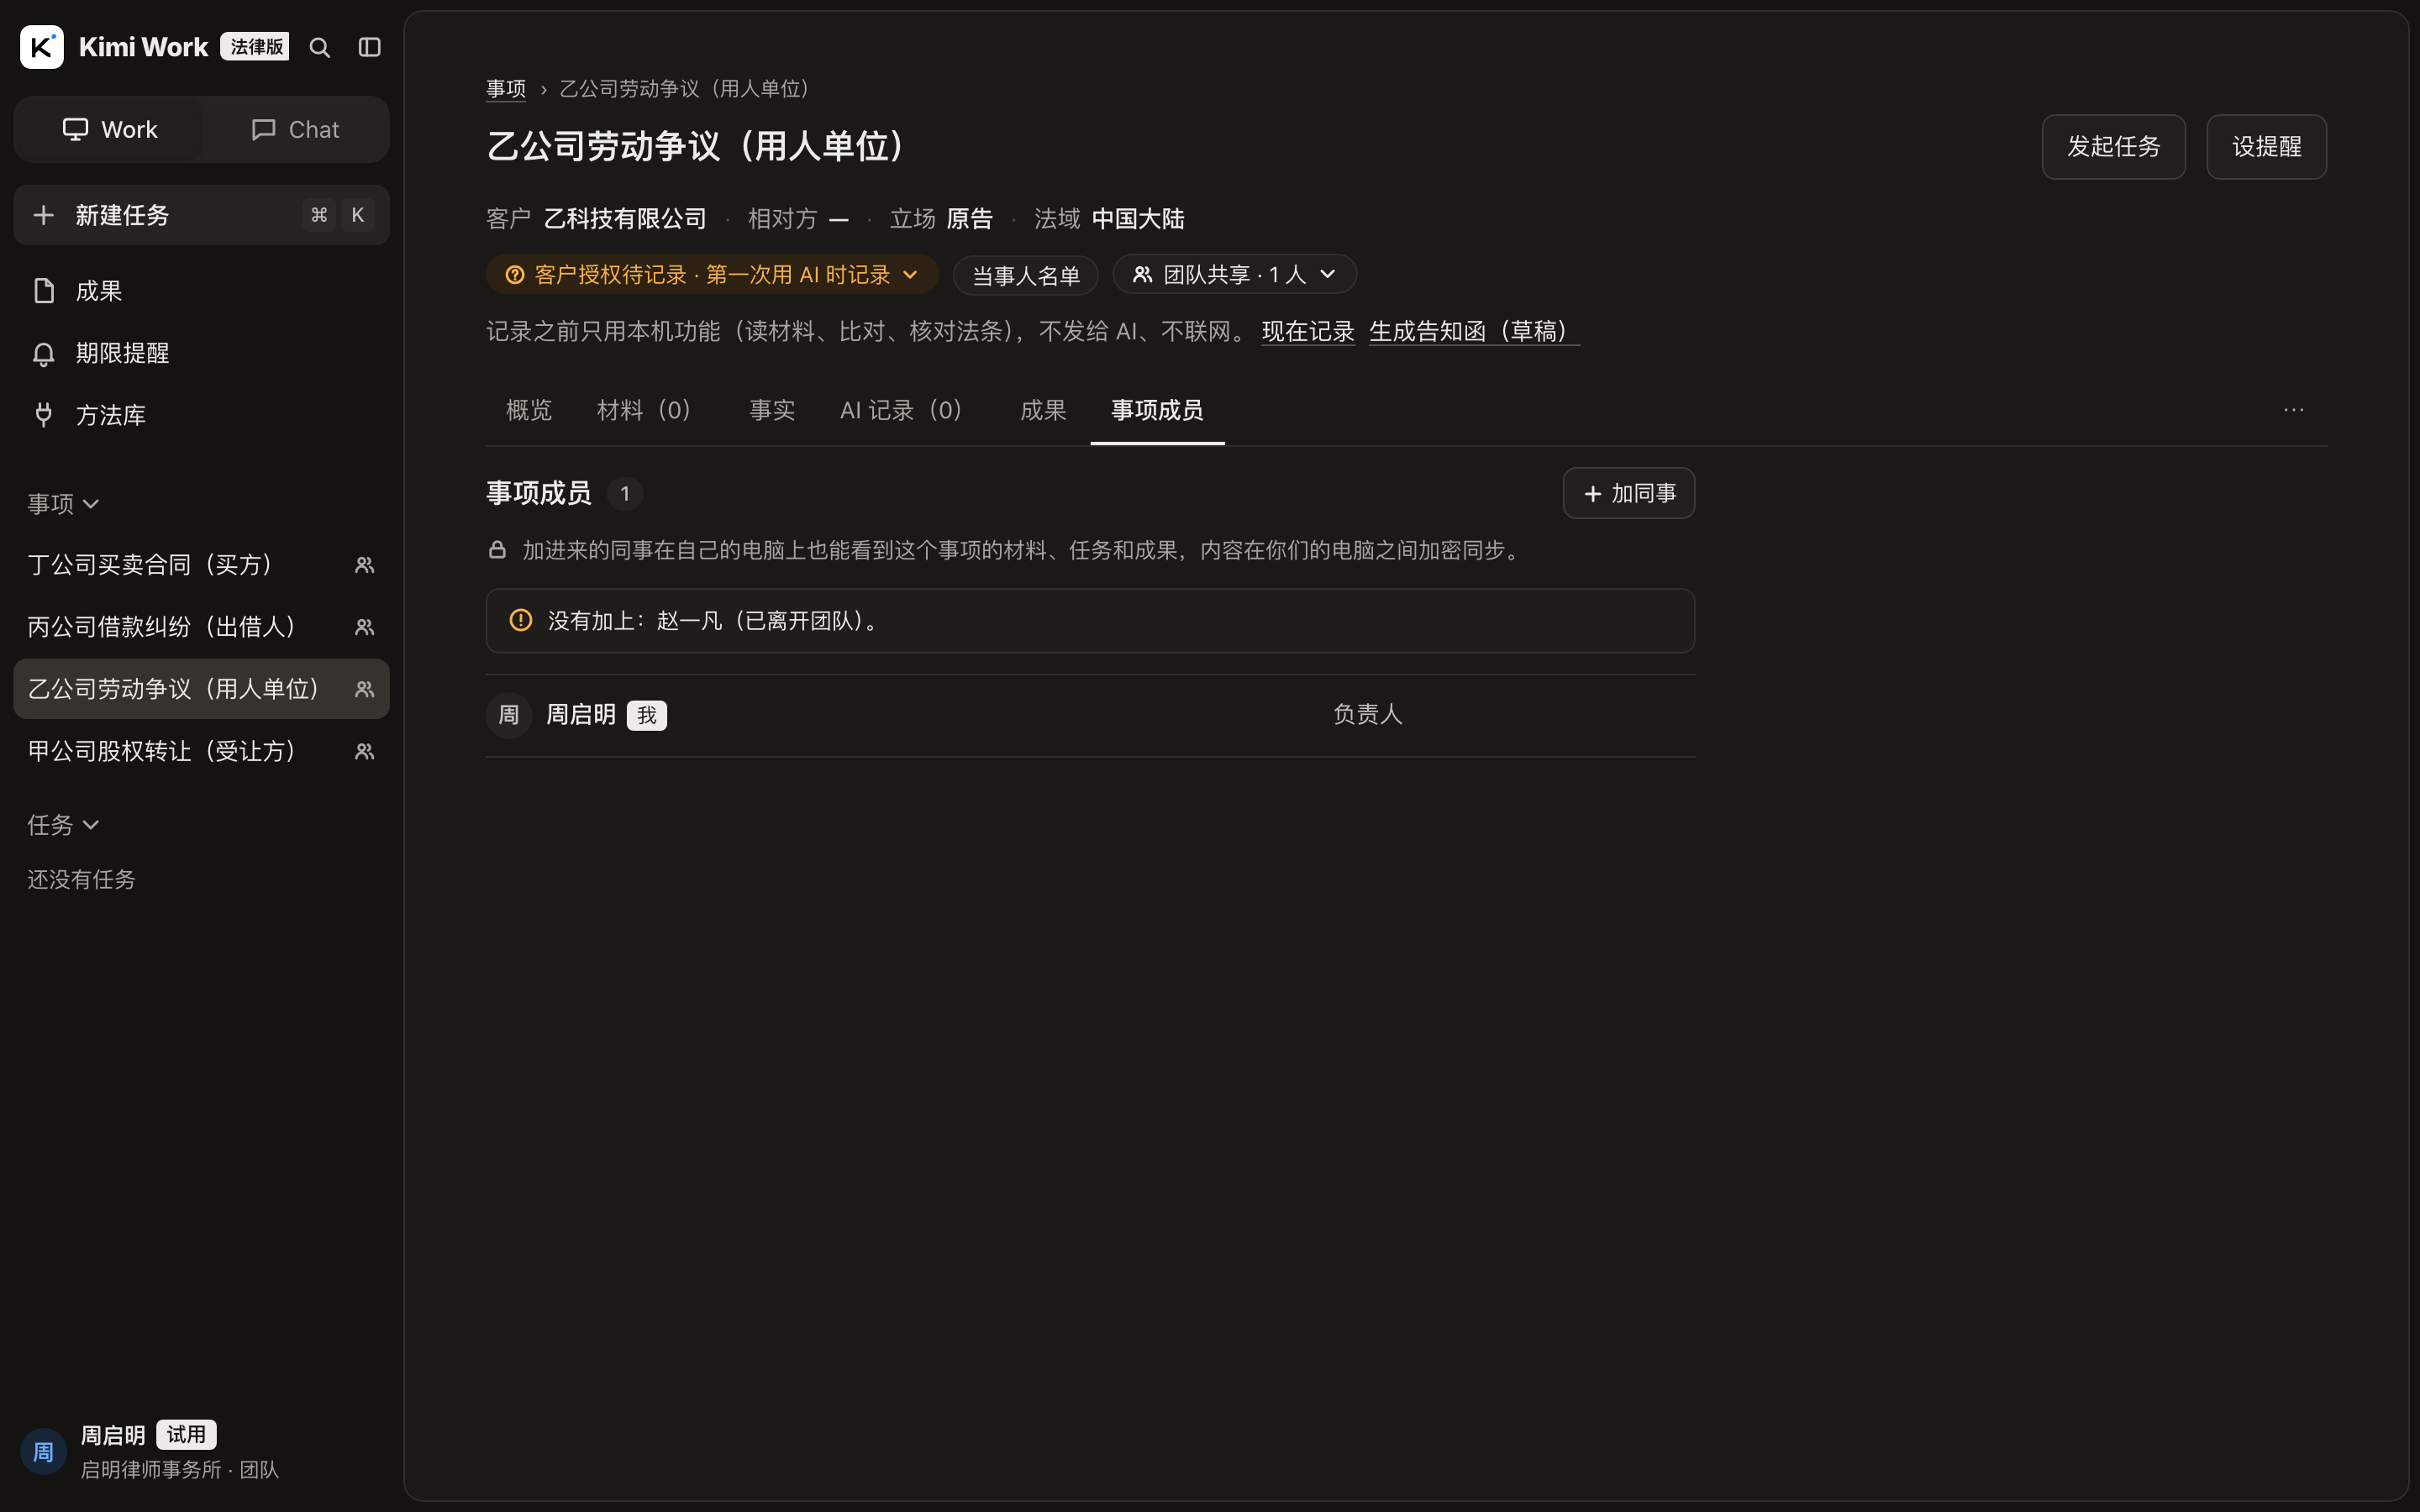 Kimi Work 法律版
Work Chat
新建任务 ⌘ K
成果
期限提醒
方法库
事项
丁公司买卖合同（买方）
丙公司借款纠纷（出借人）
乙公司劳动争议（用人单位）
甲公司股权转让（受让方）
任务
还没有任务
周 周启明 试用
启明律师事务所 · 团队
事项 › 乙公司劳动争议（用人单位）
乙公司劳动争议（用人单位）
发起任务 设提醒
客户 乙科技有限公司 · 相对方 — · 立场 原告 · 法域 中国大陆
客户授权待记录 · 第一次用 AI 时记录 当事人名单 团队共享 · 1 人
记录之前只用本机功能（读材料、比对、核对法条），不发给 AI、不联网。 现在记录 生成告知函（草稿）
概览 材料（0） 事实 AI 记录（0） 成果 事项成员 ···
事项成员 1 + 加同事
加进来的同事在自己的电脑上也能看到这个事项的材料、任务和成果，内容在你们的电脑之间加密同步。
没有加上：赵一凡（已离开团队）。
周 周启明 我 负责人